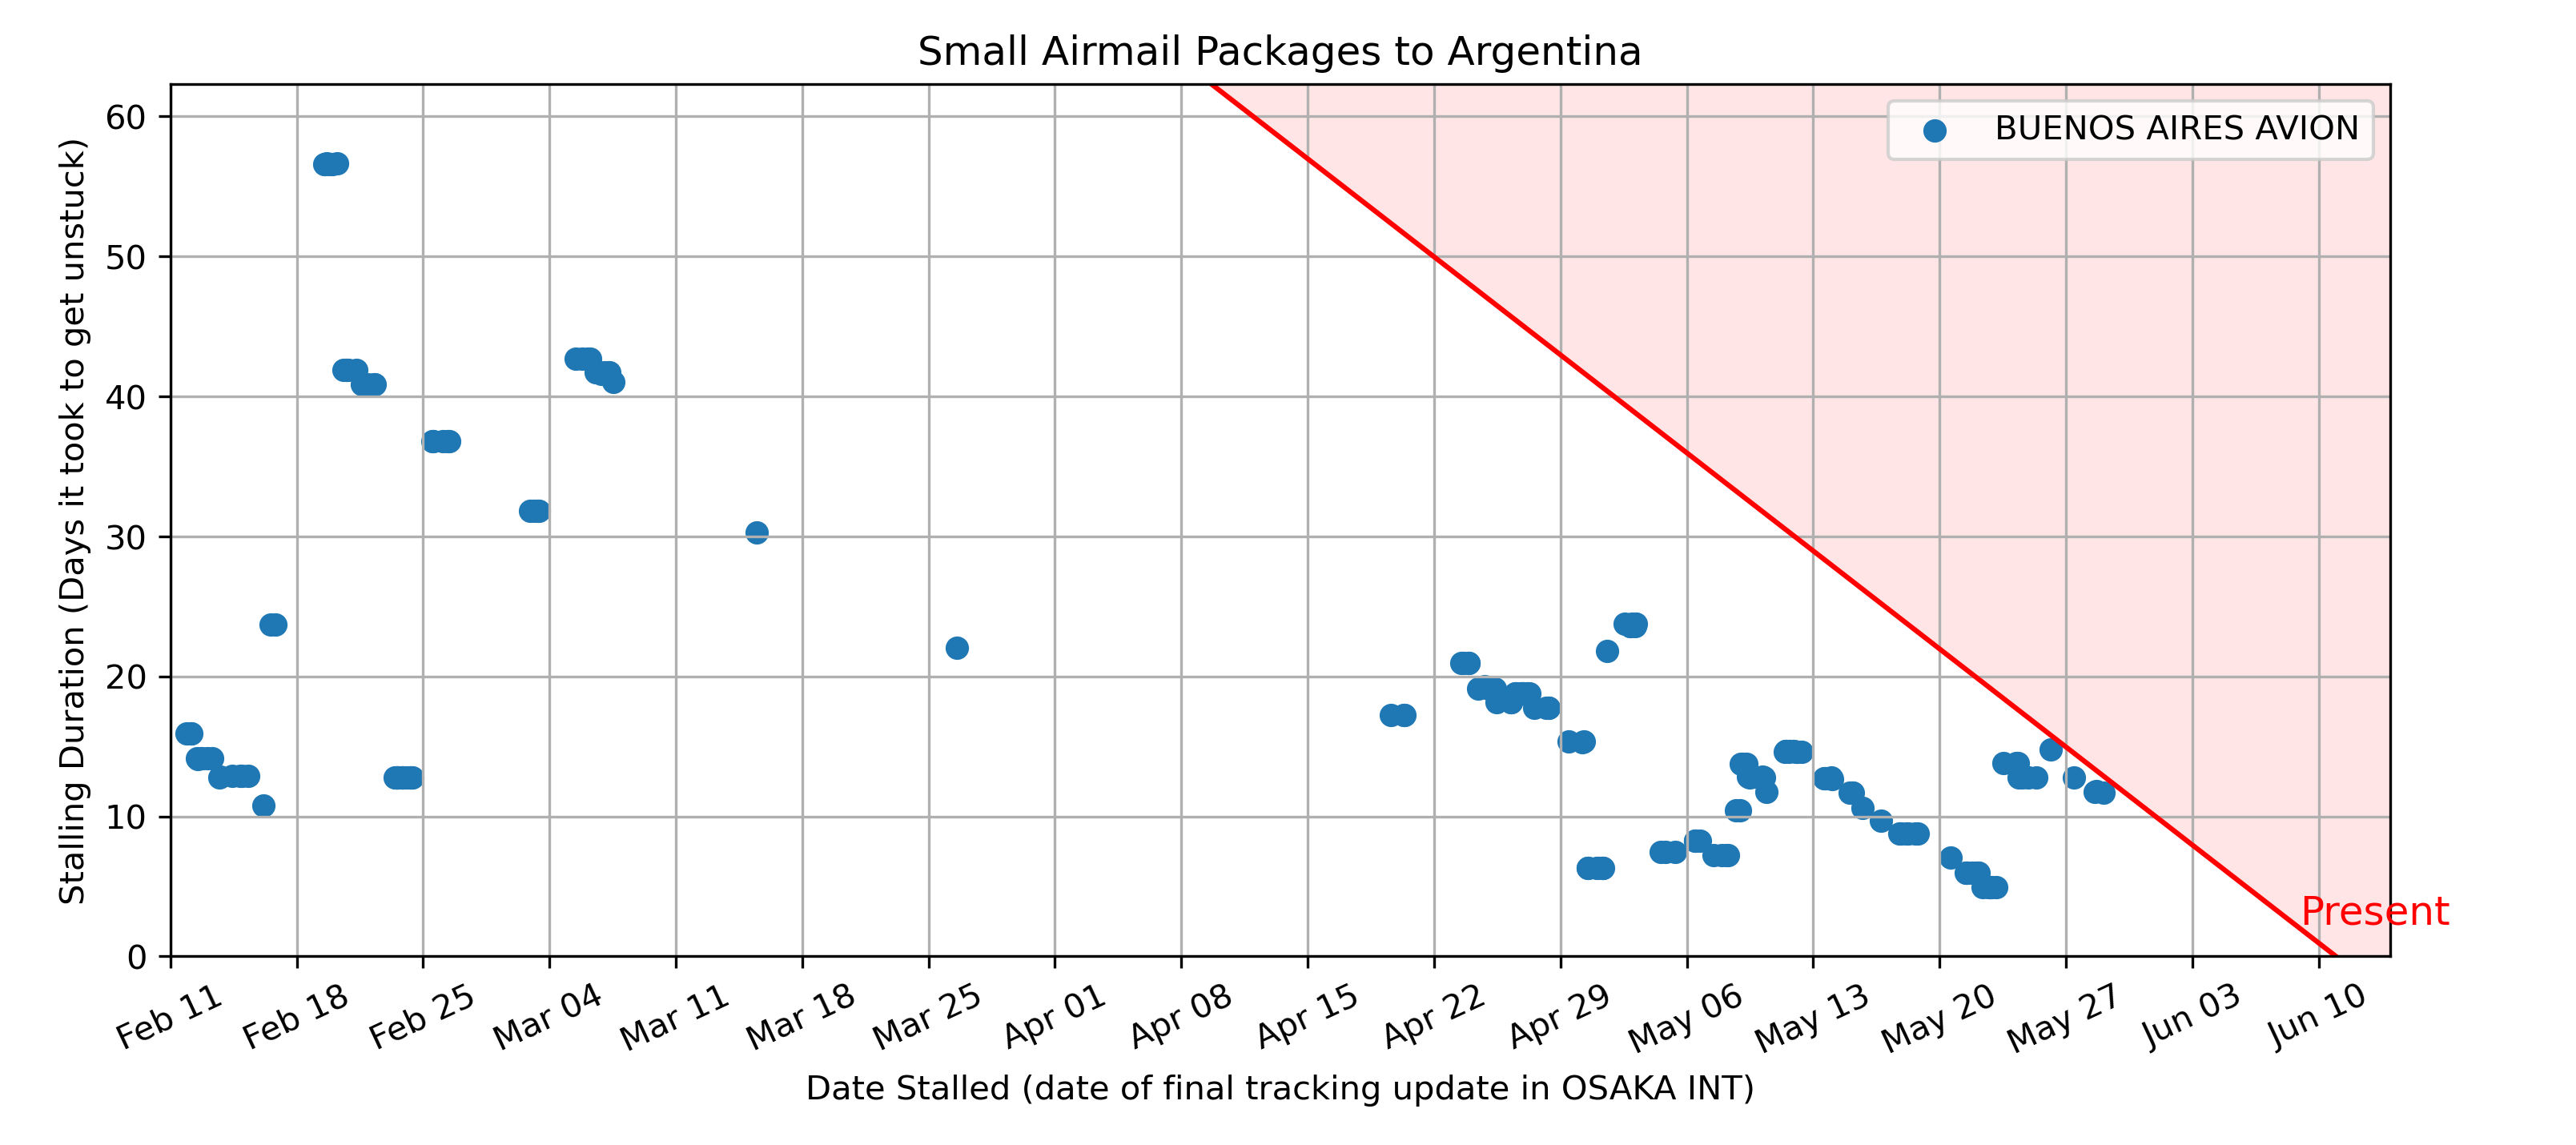 Small Airmail Packages to Argentina
BUENOS AIRES AVION
Stalling Duration (Days it took to get unstuck)
60
50
40
30
20
10
0
Present
Feb 11
Feb 18
Feb 25
Mar 04
Mar 11
Mar 18
Mar 25
Apr 01
Apr 08
Apr 15
Apr 22
Apr 29
May 06
May 13
May 20
May 27
Jun 03
Jun 10
Date Stalled (date of final tracking update in OSAKA INT)